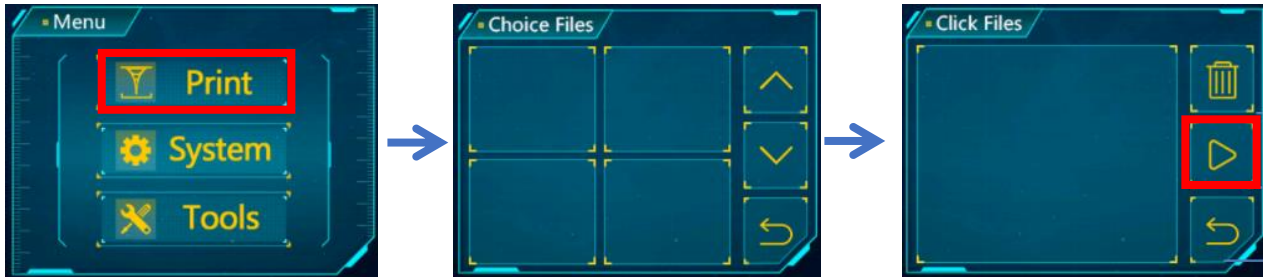 Menu
Print
System
Tools
Choice Files
Click Files